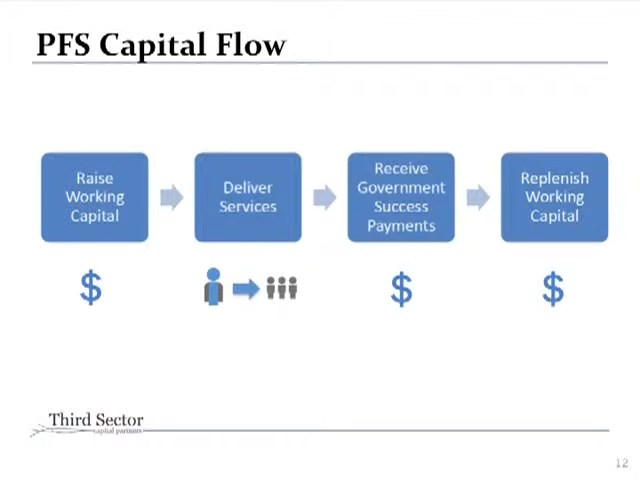 PFS Capital Flow
Raise
Working
Capital
Deliver
Services
Receive
Government
Success
Payments
Replenish
Working
Capital
$
$
$
Third Sector
capital partners
12